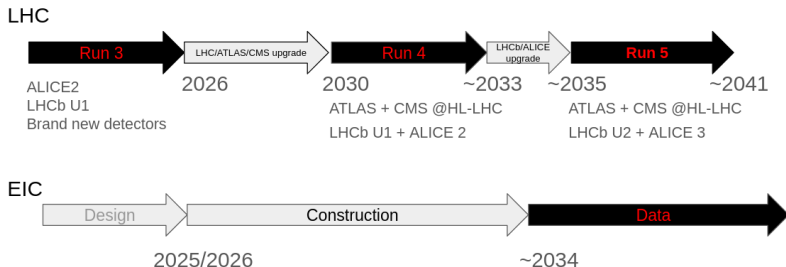 LHC
Run 3
LHC/ATLAS/CMS upgrade
Run 4
LHCb/ALICE
upgrade
Run 5
2026
2030
~2033
~2035
~2041
ALICE2
LHCb U1
Brand new detectors
ATLAS + CMS @HL-LHC
LHCb U1 + ALICE 2
ATLAS + CMS @HL-LHC
LHCb U2 + ALICE 3
EIC
Design
Construction
Data
2025/2026
~2034